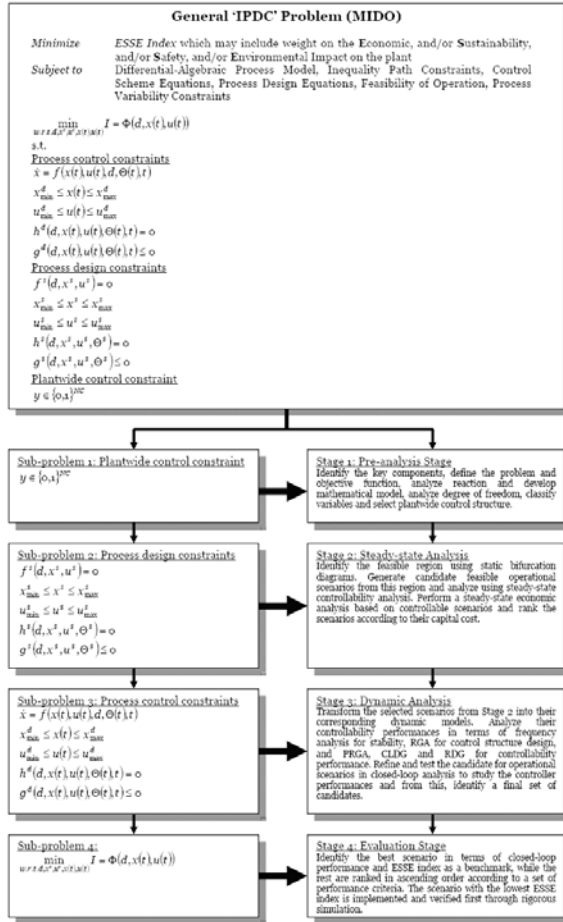 General ‘IPDC’ Problem (MIDO)
Minimize ESSE Index which may include weight on the Economic, and/or Sustainability,
and/or Safety, and/or Environmental Impact on the plant
Subject to Differential-Algebraic Process Model, Inequality Path Constraints, Control
Scheme Equations, Process Design Equations, Feasibility of Operation, Process
Variability Constraints
min I = Φ(d, x(t), u(t))
s.t.
Process control constraints
ẋ = f(x(t), u(t), d, Θ(t), t)
x^d_min ≤ x(t) ≤ x^d_max
u^d_min ≤ u(t) ≤ u^d_max
h^d(d, x(t), u(t), Θ(t), t) = 0
g^d(d, x(t), u(t), Θ(t), t) ≤ 0
Process design constraints
f^s(d, x^s, u^s) = 0
x^s_min ≤ x^s ≤ x^s_max
u^s_min ≤ u^s ≤ u^s_max
h^s(d, x^s, u^s, Θ^s) = 0
g^s(d, x^s, u^s, Θ^s) ≤ 0
Plantwide control constraint
y ∈ {0,1}
Sub-problem 1: Plantwide control constraint
y ∈ {0,1}
Stage 1: Pre-analysis Stage
Identify the key components, define the problem and
objective function, analyze reaction and develop
mathematical model, analyze degree of freedom, classify
variables and select plantwide control structure.
Sub-problem 2: Process design constraints
f^s(d, x^s, u^s) = 0
x^s_min ≤ x^s ≤ x^s_max
u^s_min ≤ u^s ≤ u^s_max
h^s(d, x^s, u^s, Θ^s) = 0
g^s(d, x^s, u^s, Θ^s) ≤ 0
Stage 2: Steady-state Analysis
Identify the feasible region using static bifurcation
diagrams. Generate candidate feasible operational
scenarios from this region and analyze using steady-state
controllability analysis. Perform a steady-state economic
analysis based on controllable scenarios and rank the
scenarios according to their capital cost.
Sub-problem 3: Process control constraints
ẋ = f(x(t), u(t), d, Θ(t), t)
x^d_min ≤ x(t) ≤ x^d_max
u^d_min ≤ u(t) ≤ u^d_max
h^d(d, x(t), u(t), Θ(t), t) = 0
g^d(d, x(t), u(t), Θ(t), t) ≤ 0
Stage 3: Dynamic Analysis
Transform the selected scenarios from Stage 2 into their
corresponding dynamic models. Analyze their
controllability performances in terms of frequency
analysis for stability, RGA for control structure design,
and PRGA, CLDG and RDG for controllability
performance. Refine and test the candidate for operational
scenarios in closed-loop analysis to study the controller
performances and from this, identify a final set of
candidates.
Sub-problem 4:
min I = Φ(d, x(t), u(t))
Stage 4: Evaluation Stage
Identify the best scenario in terms of closed-loop
performance and ESSE index as a benchmark, while the
rest are ranked in ascending order according to a set of
performance criteria. The scenario with the lowest ESSE
index is implemented and verified first through rigorous
simulation.